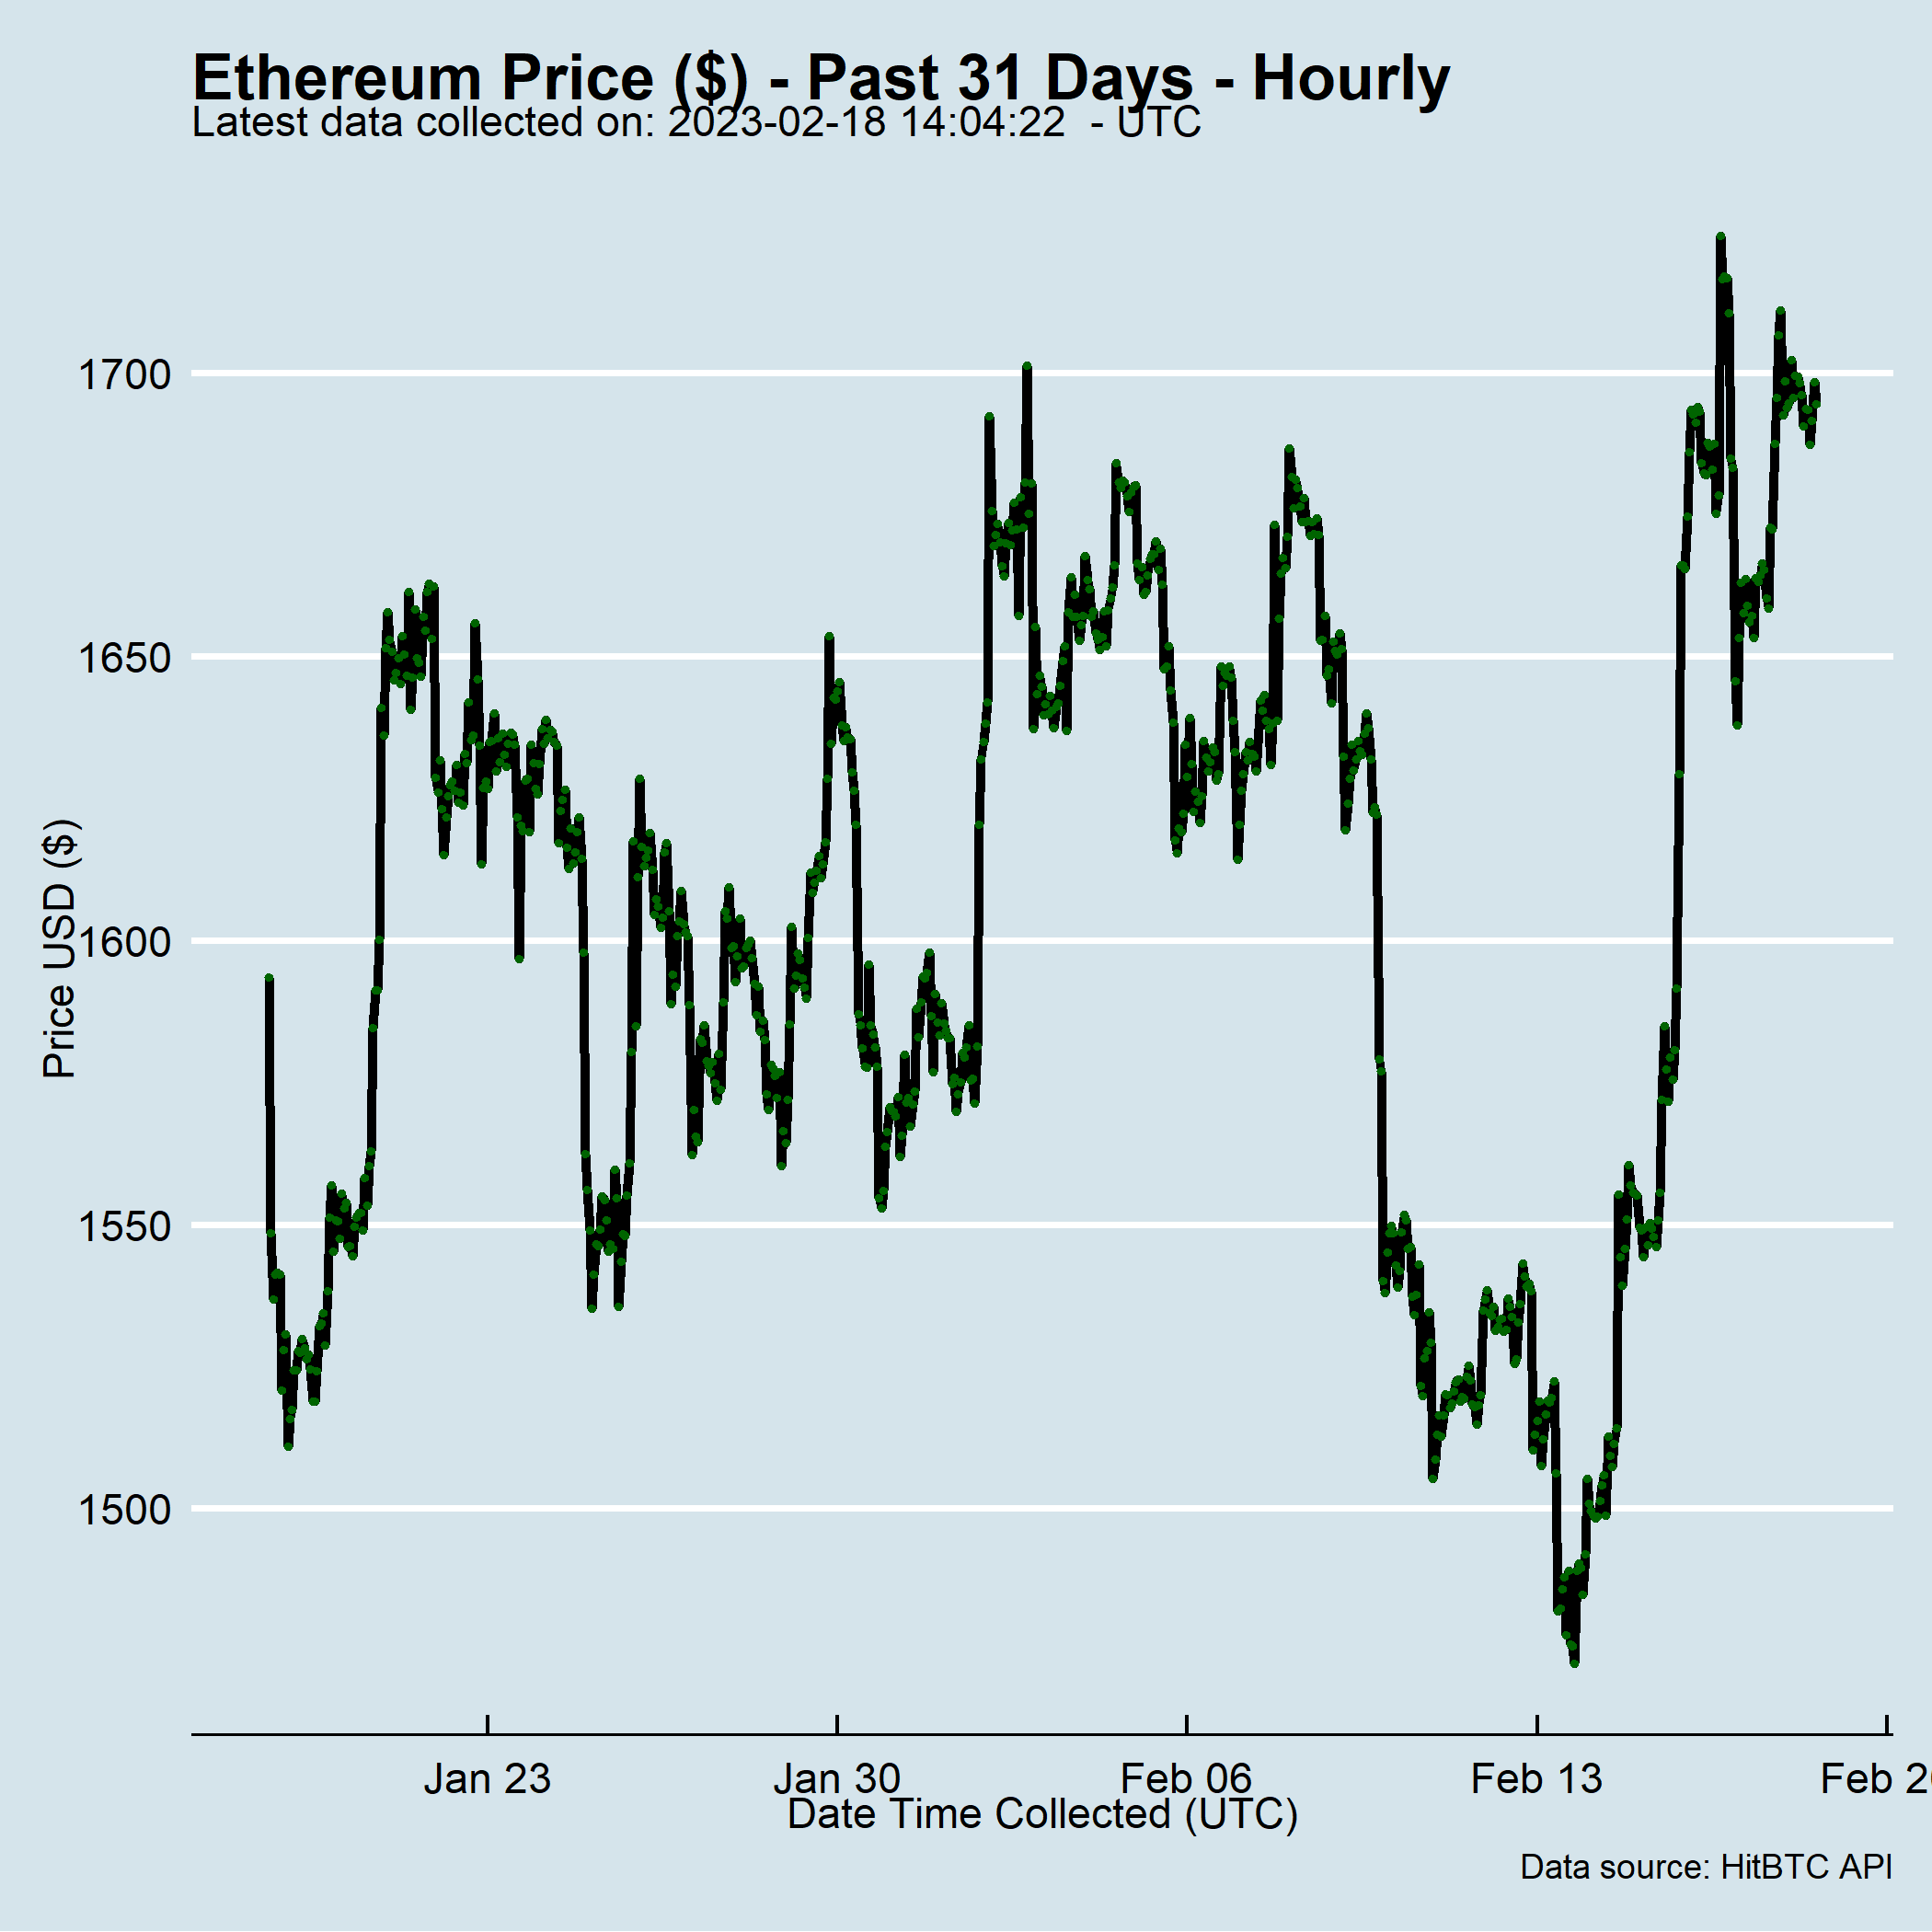 Ethereum Price ($) - Past 31 Days - Hourly
Latest data collected on: 2023-02-18 14:04:22  - UTC
Price USD ($)
1700
1650
1600
1550
1500
Jan 23
Jan 30
Feb 06
Feb 13
Feb 2
Date Time Collected (UTC)
Data source: HitBTC API